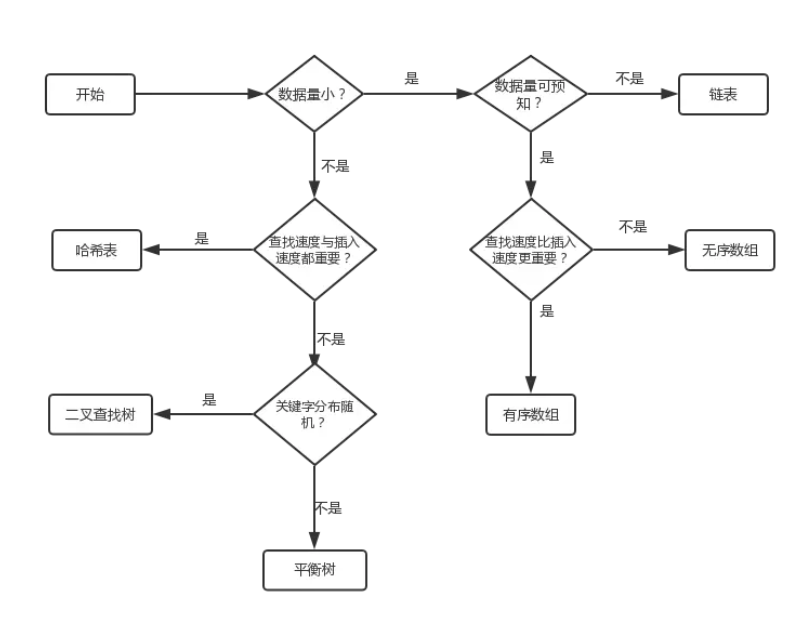 开始
数据量小？
是
数据量可预
知？
不是
链表
不是
是
哈希表
是
查找速度与插入
速度都重要？
查找速度比插入
速度更重要？
不是
无序数组
不是
是
二叉查找树
是
关键字分布随
机？
有序数组
不是
平衡树